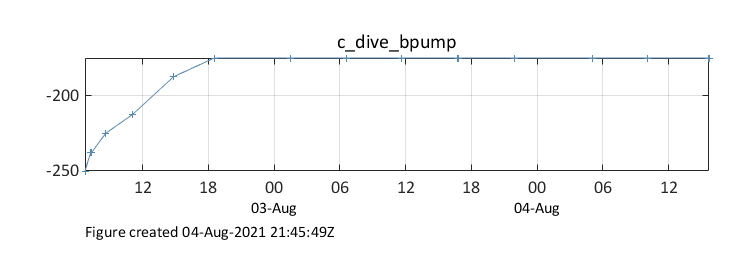 c_dive_bpump
-200
-250
12 18 00 06 12 18 00 06 12
03-Aug 04-Aug
Figure created 04-Aug-2021 21:45:49Z